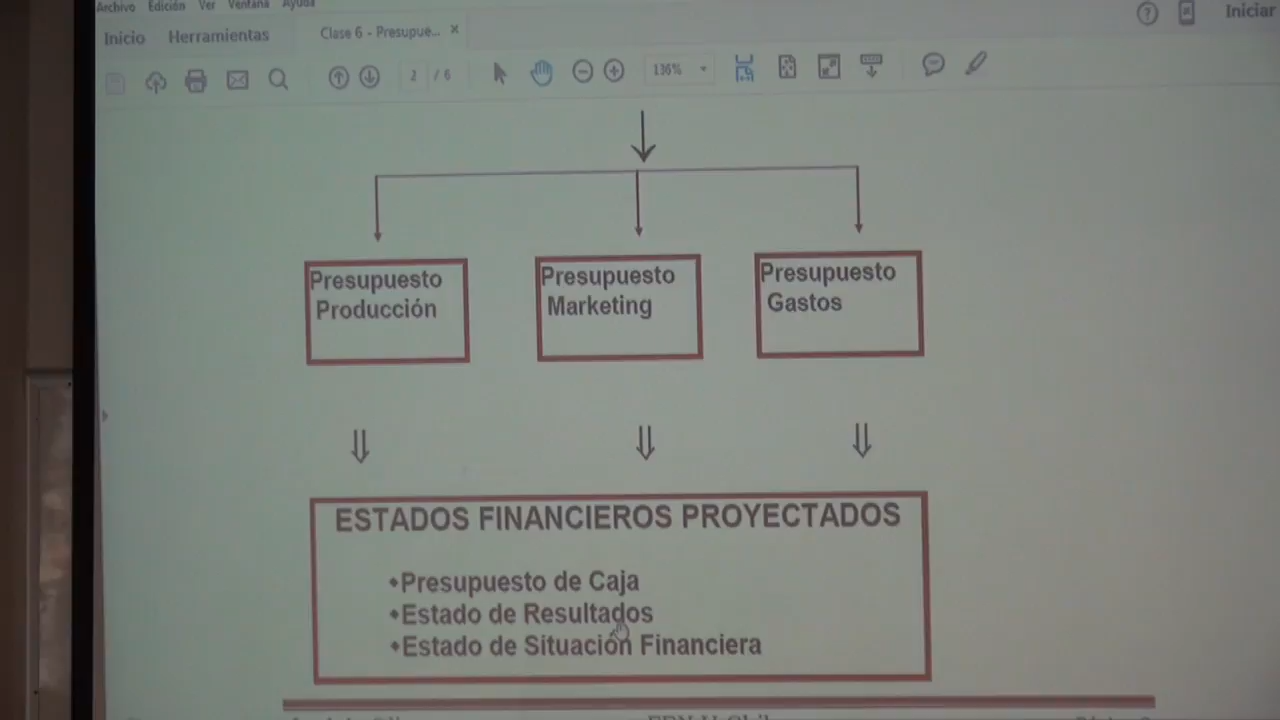 Archivo Edición Ver Ventana Ayuda
Inicio Herramientas Clase 6 - Presupue... × Iniciar
2 / 6 136%
Presupuesto
Producción
Presupuesto
Marketing
Presupuesto
Gastos
ESTADOS FINANCIEROS PROYECTADOS
•Presupuesto de Caja
•Estado de Resultados
•Estado de Situación Financiera